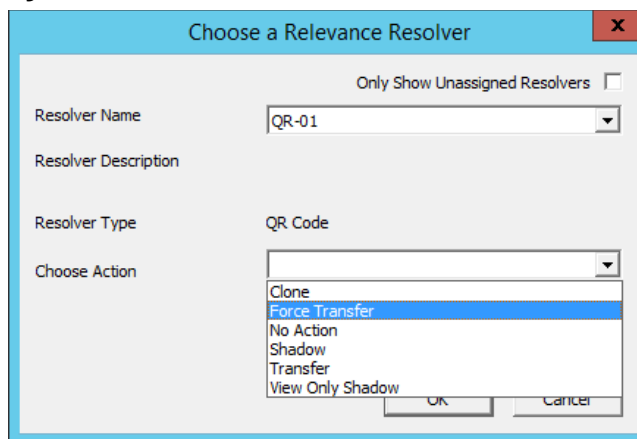 Choose a Relevance Resolver
x
Only Show Unassigned Resolvers
Resolver Name
QR-01
Resolver Description
Resolver Type
QR Code
Choose Action
Clone
Force Transfer
No Action
Shadow
Transfer
View Only Shadow
OK
Cancel